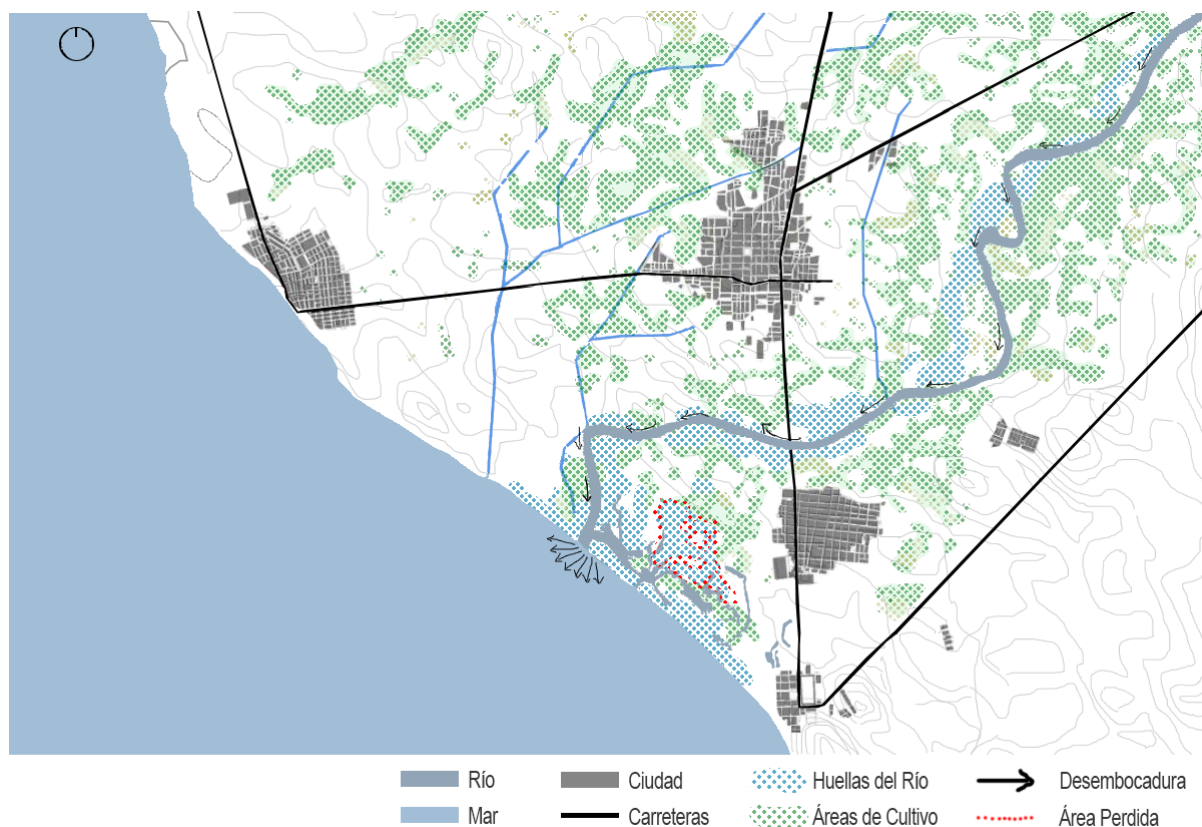 Río
Ciudad
Huellas del Río
Desembocadura
Mar
Carreteras
Áreas de Cultivo
Área Perdida